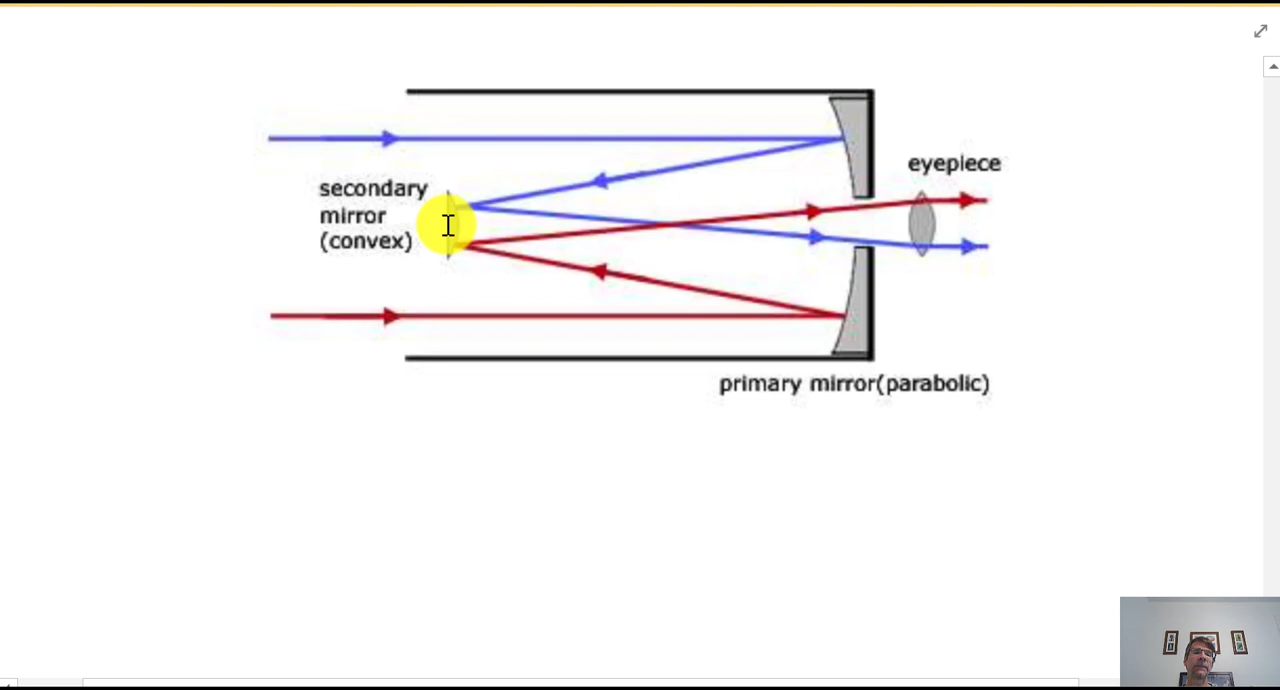 secondary
mirror
(convex)
eyepiece
primary mirror(parabolic)